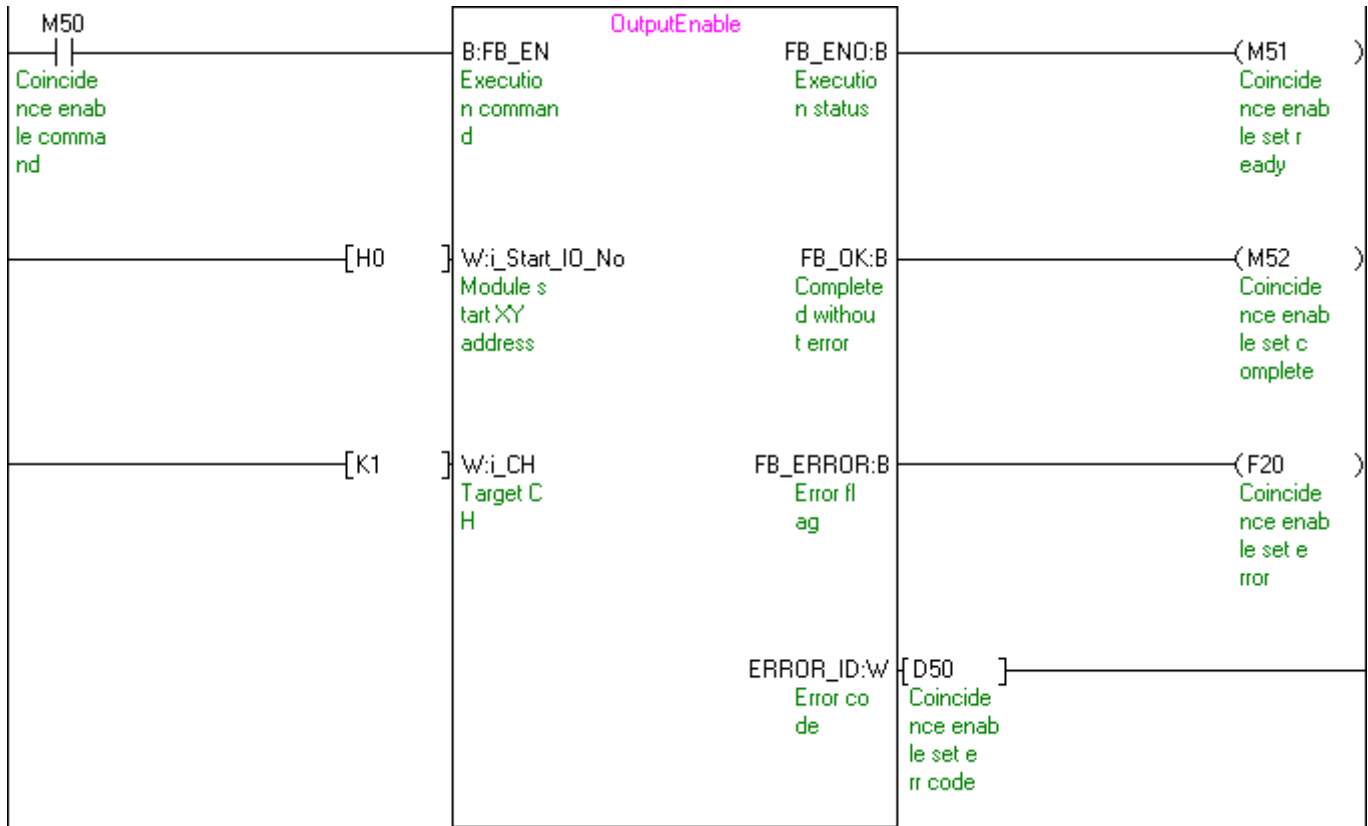 M50
OutputEnable
B:FB_EN
FB_ENO:B
(M51 )
Coincide
nce enab
le comma
nd
Executio
n comman
d
Executio
n status
Coincide
nce enab
le set r
eady
[H0 ]
W:i_Start_IO_No
FB_OK:B
(M52 )
Module s
tart XY
address
Complete
d withou
t error
Coincide
nce enab
le set c
omplete
[K1 ]
W:i_CH
FB_ERROR:B
(F20 )
Target C
H
Error fl
ag
Coincide
nce enab
le set e
rror
ERROR_ID:W
[D50 ]
Error co
de
Coincide
nce enab
le set e
rr code